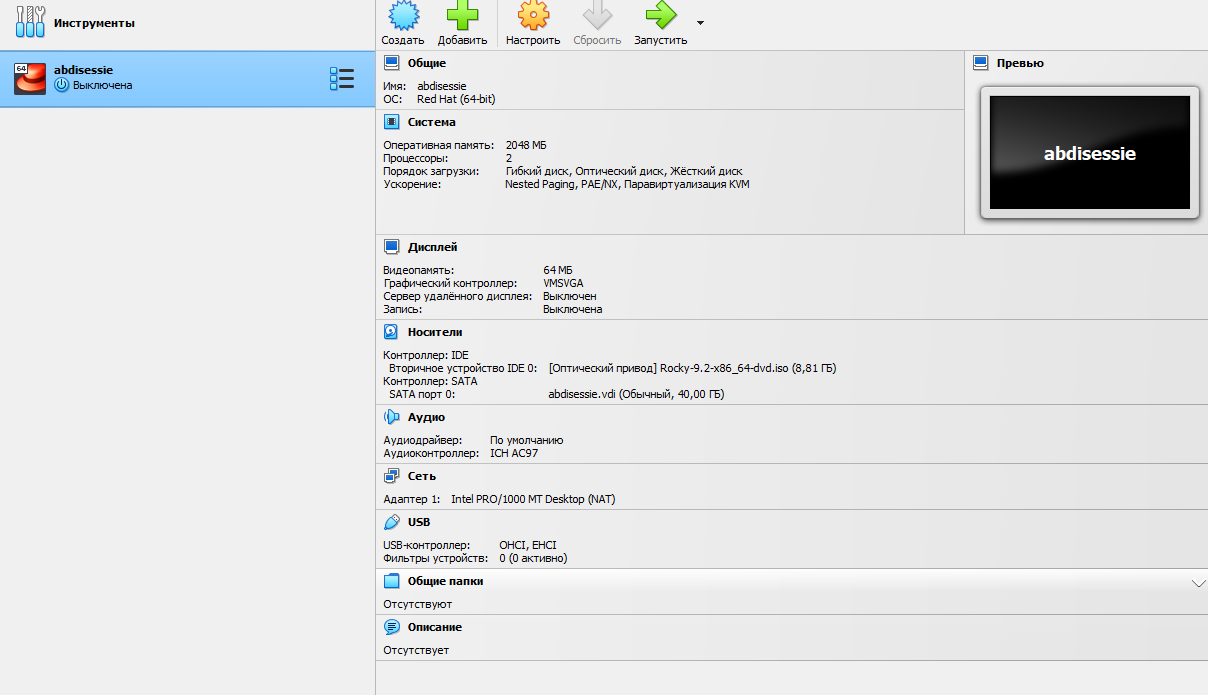 Инструменты
Создать Добавить Настроить Сбросить Запустить
64 abdisessie
Выключена
Общие
Имя: abdisessie
ОС: Red Hat (64-bit)
Превью
abdisessie
Система
Оперативная память: 2048 МБ
Процессоры: 2
Порядок загрузки: Гибкий диск, Оптический диск, Жёсткий диск
Ускорение: Nested Paging, PAE/NX, Паравиртуализация KVM
Дисплей
Видеопамять: 64 МБ
Графический контроллер: VMSVGA
Сервер удалённого дисплея: Выключен
Запись: Выключена
Носители
Контроллер: IDE
Вторичное устройство IDE 0: [Оптический привод] Rocky-9.2-x86_64-dvd.iso (8,81 ГБ)
Контроллер: SATA
SATA порт 0: abdisessie.vdi (Обычный, 40,00 ГБ)
Аудио
Аудиодрайвер: По умолчанию
Аудиоконтроллер: ICH AC97
Сеть
Адаптер 1: Intel PRO/1000 MT Desktop (NAT)
USB
USB-контроллер: OHCI, EHCI
Фильтры устройств: 0 (0 активно)
Общие папки
Отсутствуют
Описание
Отсутствует